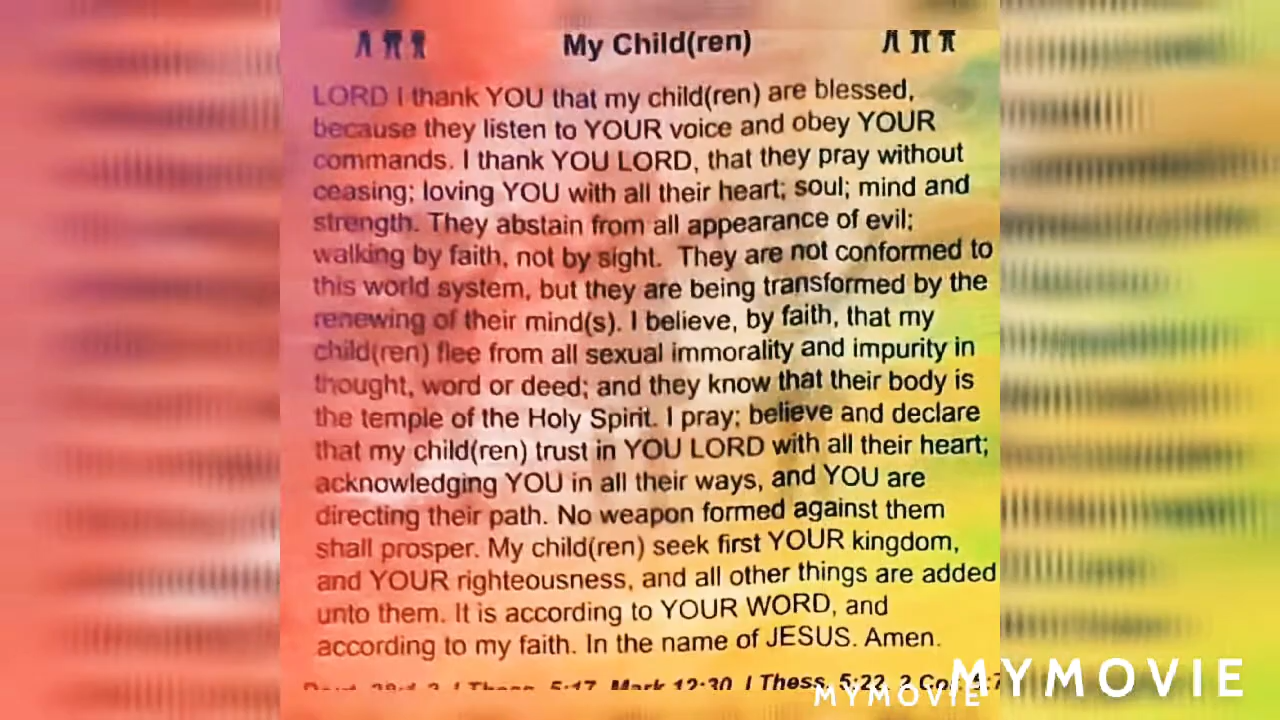 My Child(ren)
LORD I thank YOU that my child(ren) are blessed,
because they listen to YOUR voice and obey YOUR
commands. I thank YOU LORD, that they pray without
ceasing; loving YOU with all their heart; soul; mind and
strength. They abstain from all appearance of evil;
walking by faith, not by sight. They are not conformed to
this world system, but they are being transformed by the
renewing of their mind(s). I believe, by faith, that my
child(ren) flee from all sexual immorality and impurity in
thought, word or deed; and they know that their body is
the temple of the Holy Spirit. I pray; believe and declare
that my child(ren) trust in YOU LORD with all their heart;
acknowledging YOU in all their ways, and YOU are
directing their path. No weapon formed against them
shall prosper. My child(ren) seek first YOUR kingdom,
and YOUR righteousness, and all other things are added
unto them. It is according to YOUR WORD, and
according to my faith. In the name of JESUS. Amen.
I Thess. 5:17, Mark 12:30, I Thess. 5:22, 2
MYMOVIE
MYMOVIE